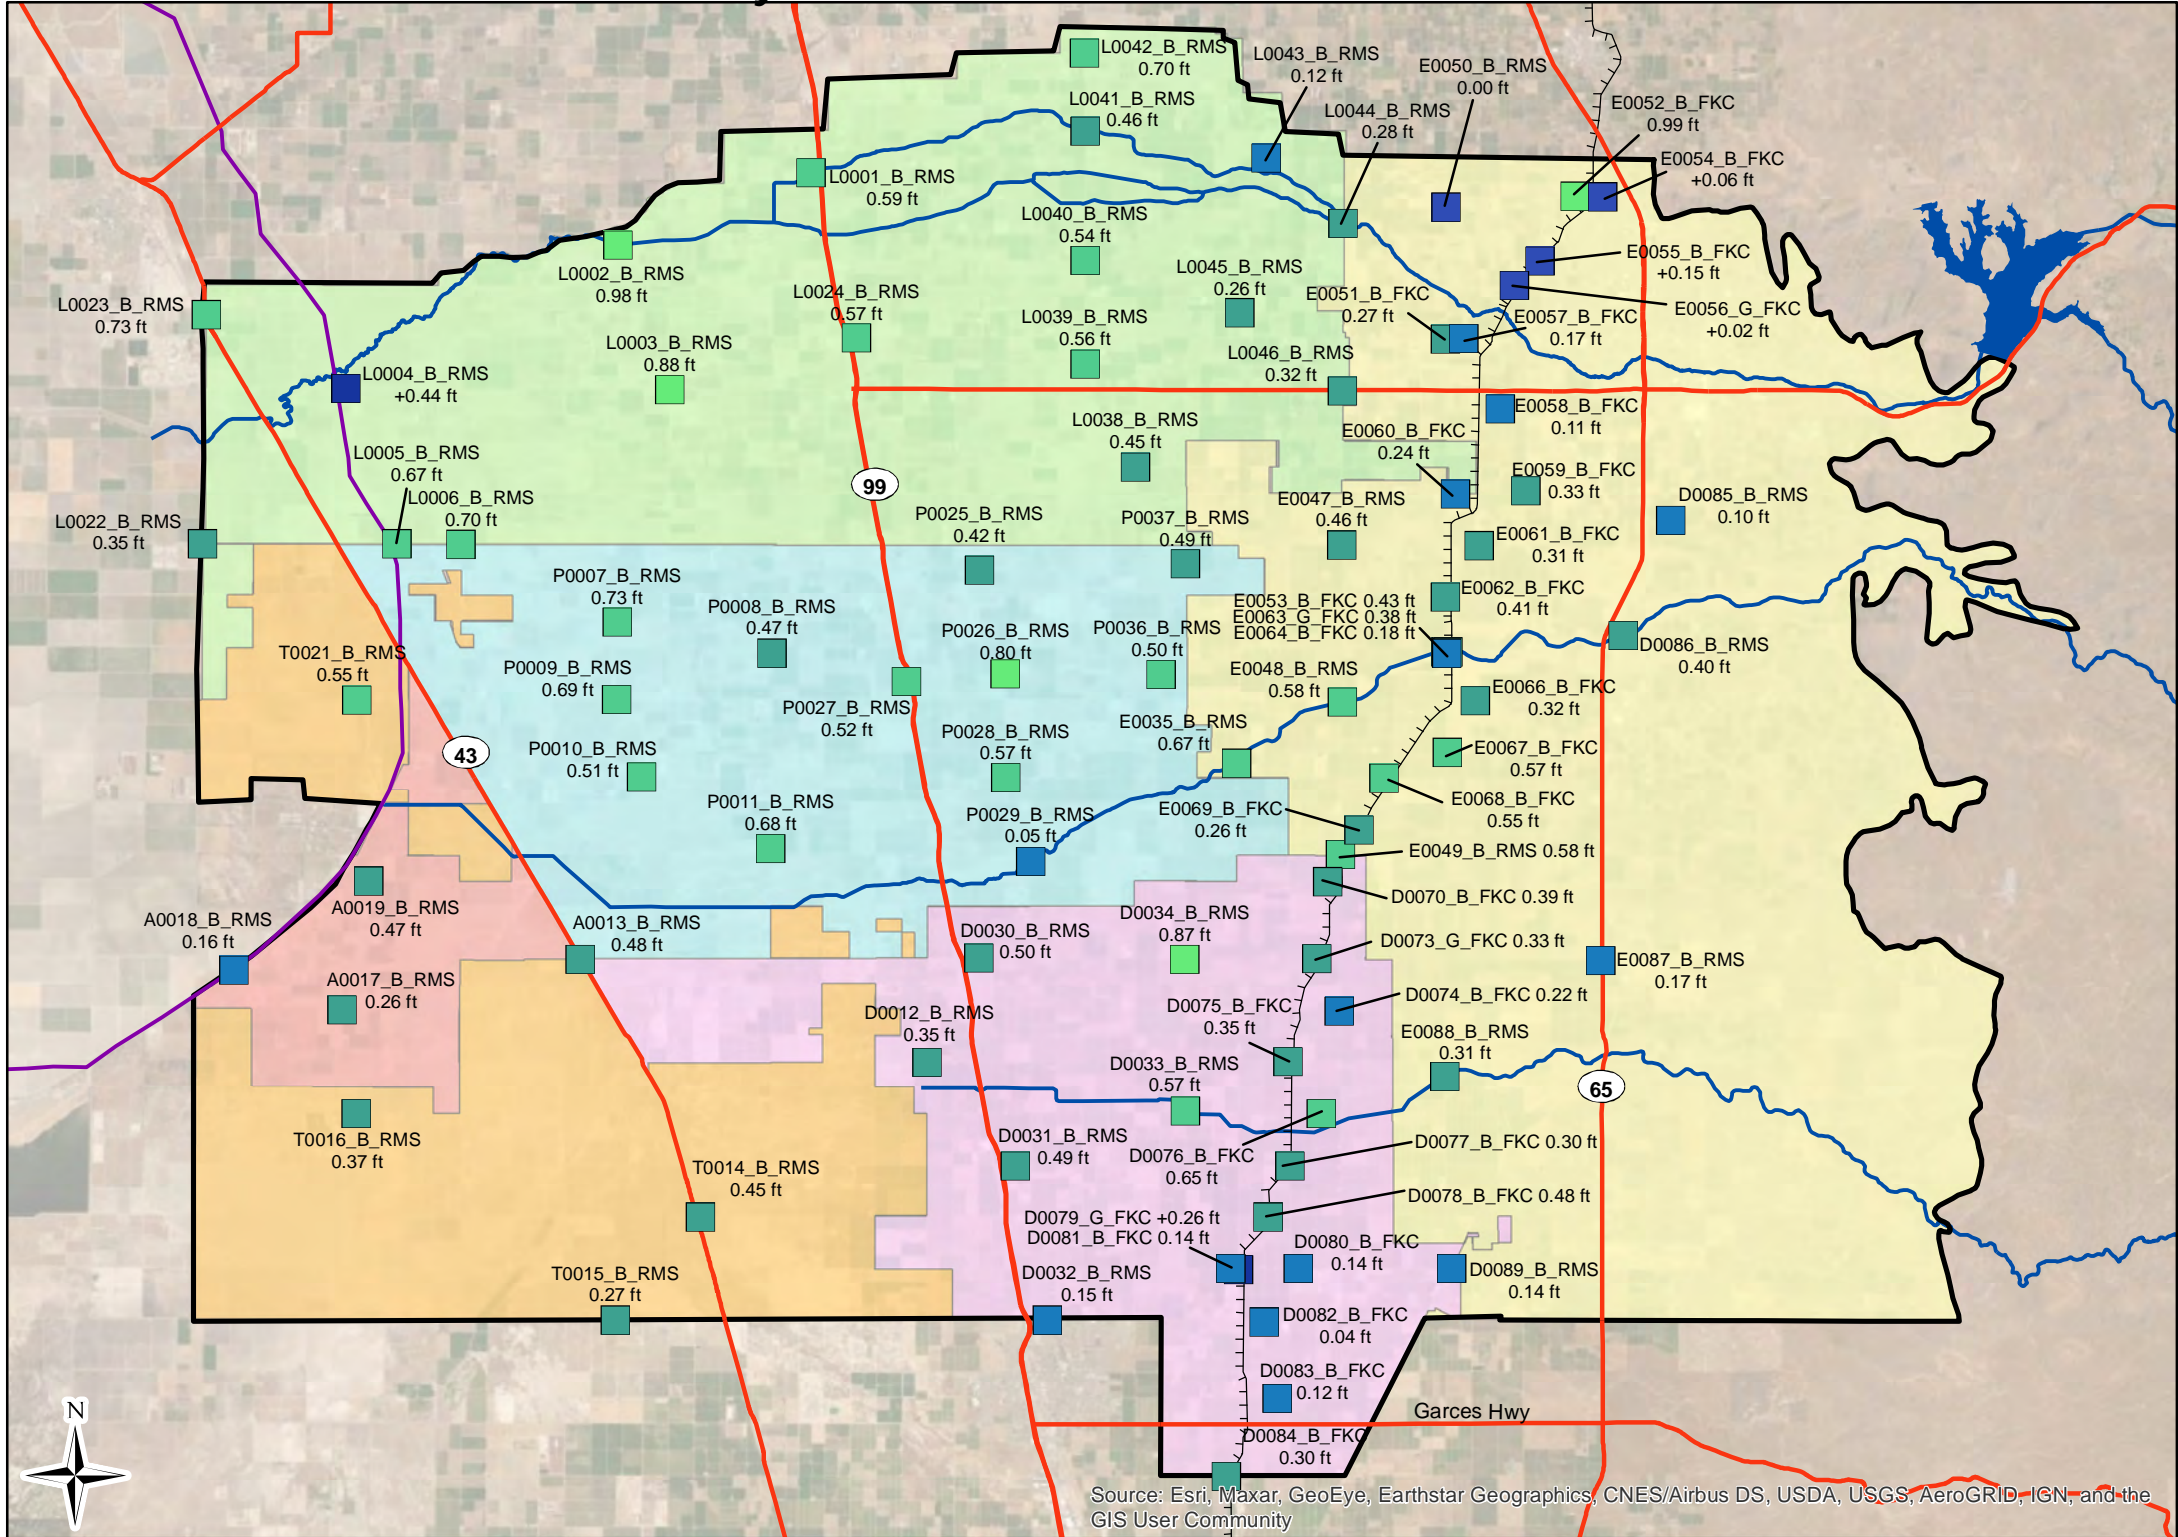 L0042_B_RMS
0.70 ft
L0043_B_RMS
0.12 ft
E0050_B_RMS
0.00 ft
L0041_B_RMS
0.46 ft
L0044_B_RMS
0.28 ft
E0052_B_FKC
0.99 ft
E0054_B_FKC
+0.06 ft
L0001_B_RMS
0.59 ft
L0040_B_RMS
0.54 ft
L0002_B_RMS
0.98 ft
L0045_B_RMS
0.26 ft
E0055_B_FKC
+0.15 ft
L0023_B_RMS
0.73 ft
L0024_B_RMS
0.57 ft
E0051_B_FKC
0.27 ft
E0056_G_FKC
+0.02 ft
L0039_B_RMS
0.56 ft
E0057_B_FKC
0.17 ft
L0003_B_RMS
0.88 ft
L0046_B_RMS
0.32 ft
L0004_B_RMS
+0.44 ft
E0058_B_FKC
0.11 ft
L0038_B_RMS
0.45 ft
E0060_B_FKC
0.24 ft
L0005_B_RMS
0.67 ft
E0059_B_FKC
0.33 ft
99
L0006_B_RMS
0.70 ft
E0047_B_RMS
0.46 ft
D0085_B_RMS
0.10 ft
L0022_B_RMS
0.35 ft
P0025_B_RMS
0.42 ft
P0037_B_RMS
0.49 ft
E0061_B_FKC
0.31 ft
P0007_B_RMS
0.73 ft
P0008_B_RMS
0.47 ft
E0062_B_FKC
0.41 ft
E0053_B_FKC 0.43 ft
E0063_G_FKC 0.38 ft
E0064_B_FKC 0.18 ft
P0026_B_RMS
0.80 ft
P0036_B_RMS
0.50 ft
D0086_B_RMS
0.40 ft
T0021_B_RMS
0.55 ft
P0009_B_RMS
0.69 ft
E0048_B_RMS
0.58 ft
E0066_B_FKC
0.32 ft
P0027_B_RMS
0.52 ft
E0035_B_RMS
0.67 ft
P0028_B_RMS
0.57 ft
43
P0010_B_RMS
0.51 ft
E0067_B_FKC
0.57 ft
P0011_B_RMS
0.68 ft
P0029_B_RMS
0.05 ft
E0069_B_FKC
0.26 ft
E0068_B_FKC
0.55 ft
E0049_B_RMS 0.58 ft
D0070_B_FKC 0.39 ft
A0019_B_RMS
0.47 ft
A0018_B_RMS
0.16 ft
A0013_B_RMS
0.48 ft
D0034_B_RMS
0.87 ft
D0030_B_RMS
0.50 ft
D0073_G_FKC 0.33 ft
E0087_B_RMS
0.17 ft
A0017_B_RMS
0.26 ft
D0074_B_FKC 0.22 ft
D0012_B_RMS
0.35 ft
D0075_B_FKC
0.35 ft
E0088_B_RMS
0.31 ft
D0033_B_RMS
0.57 ft
65
T0016_B_RMS
0.37 ft
D0031_B_RMS
0.49 ft
D0077_B_FKC 0.30 ft
D0076_B_FKC
0.65 ft
T0014_B_RMS
0.45 ft
D0078_B_FKC 0.48 ft
D0079_G_FKC +0.26 ft
D0081_B_FKC 0.14 ft
D0080_B_FKC
0.14 ft
T0015_B_RMS
0.27 ft
D0032_B_RMS
0.15 ft
D0089_B_RMS
0.14 ft
D0082_B_FKC
0.04 ft
D0083_B_FKC
0.12 ft
N
Garces Hwy
D0084_B_FKC
0.30 ft
Source: Esri, Maxar, GeoEye, Earthstar Geographics, CNES/Airbus DS, USDA, USGS, AeroGRID, IGN, and the
GIS User Community